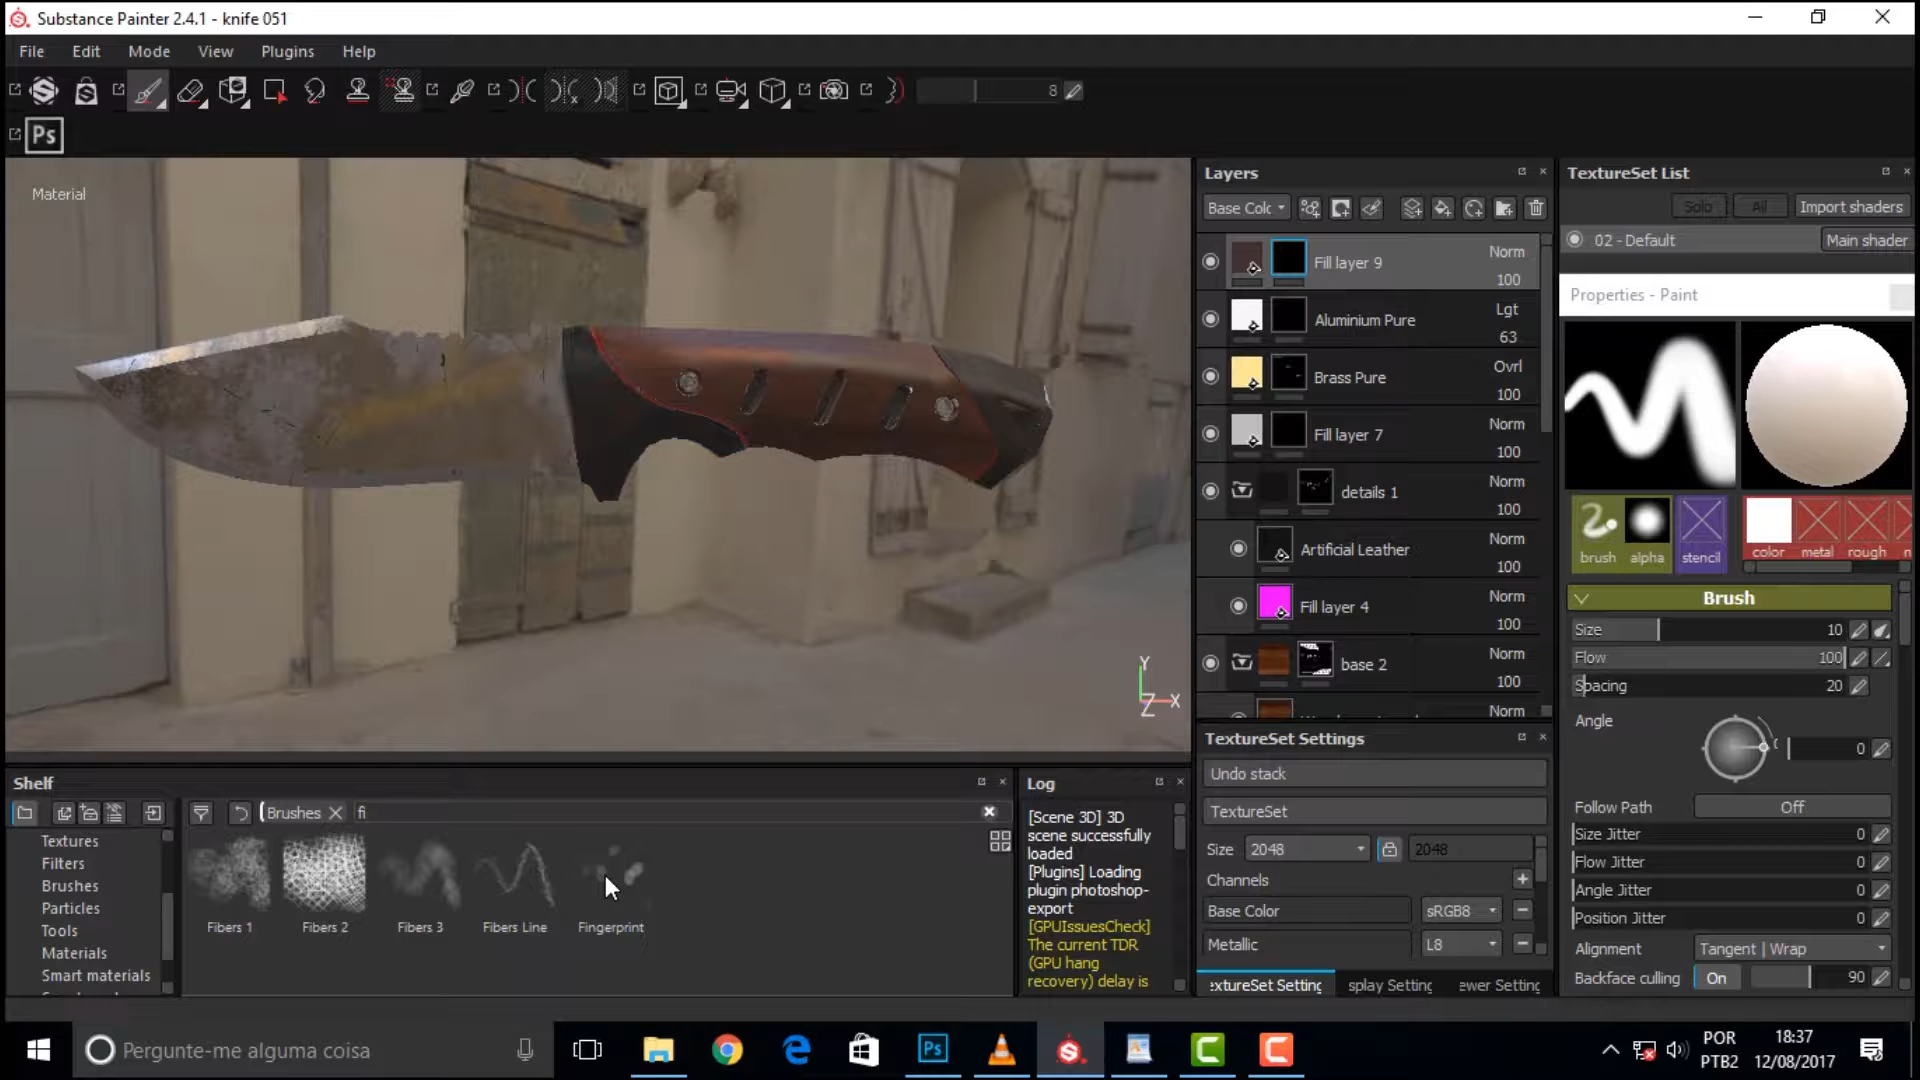 Substance Painter 2.4.1 - knife 051
File Edit Mode View Plugins Help
8
Ps
Material
Layers
Base Colc
Fill layer 9 Norm 100
Aluminium Pure Lgt 63
Brass Pure Ovrl 100
Fill layer 7 Norm 100
details 1 Norm 100
Artificial Leather Norm 100
Fill layer 4 Norm 100
base 2 Norm 100
Norm
TextureSet List
Solo All Import shaders
02 - Default Main shader
Properties - Paint
brush alpha stencil color metal rough n
Brush
Size 10
Flow 100
Spacing 20
Angle 0
Follow Path Off
Size Jitter 0
Flow Jitter 0
Angle Jitter 0
Position Jitter 0
Alignment Tangent | Wrap
Backface culling On 90
Y
Z X
TextureSet Settings
Undo stack
TextureSet
Size 2048 2048
Channels
Base Color sRGB8
Metallic L8
extureSet Setting splay Setting ewer Setting
Shelf
Brushes fi
Textures
Filters
Brushes
Particles
Tools
Materials
Smart materials
Fibers 1 Fibers 2 Fibers 3 Fibers Line Fingerprint
Log
[Scene 3D] 3D
scene successfully
loaded
[Plugins] Loading
plugin photoshop-
export
[GPUIssuesCheck]
The current TDR
(GPU hang
recovery) delay is
Pergunte-me alguma coisa
Ps
POR
PTB2
18:37
12/08/2017